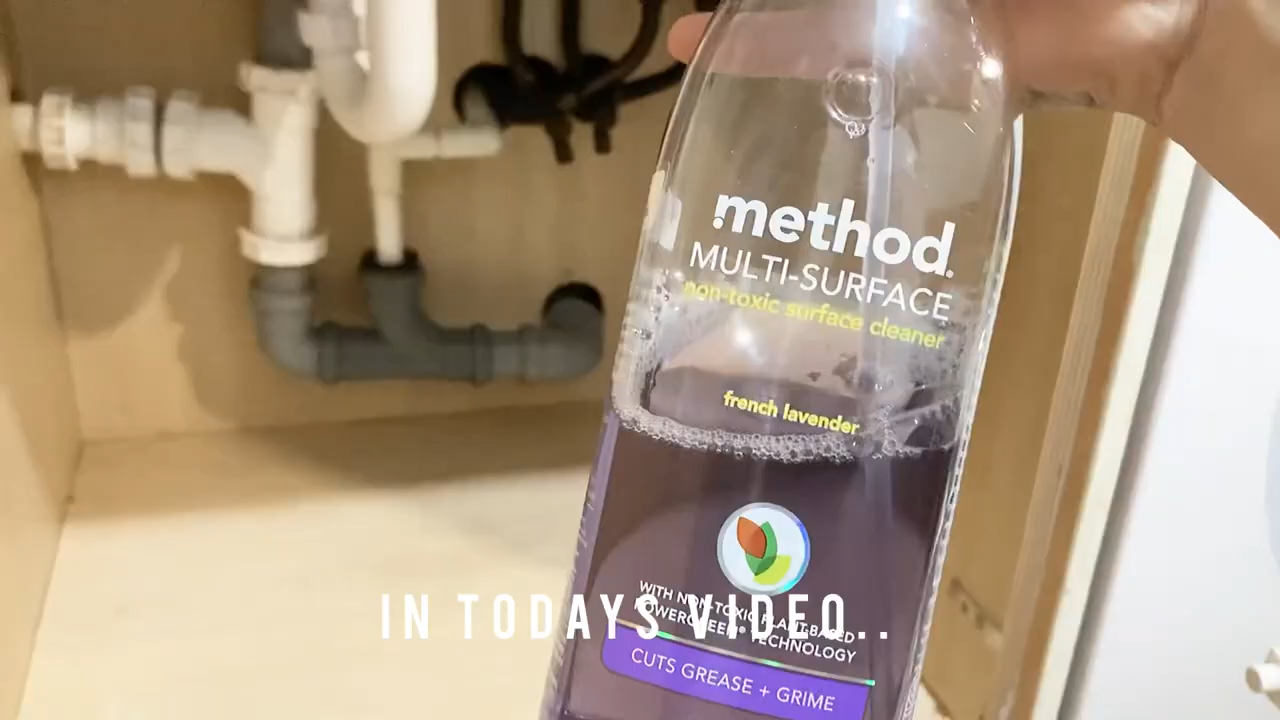 method.
MULTI-SURFACE
non-toxic surface cleaner
french lavender
WITH NON-TOXIC PLANT-BASED
POWERGREEN® TECHNOLOGY
IN TODAYS VIDEO..
CUTS GREASE + GRIME